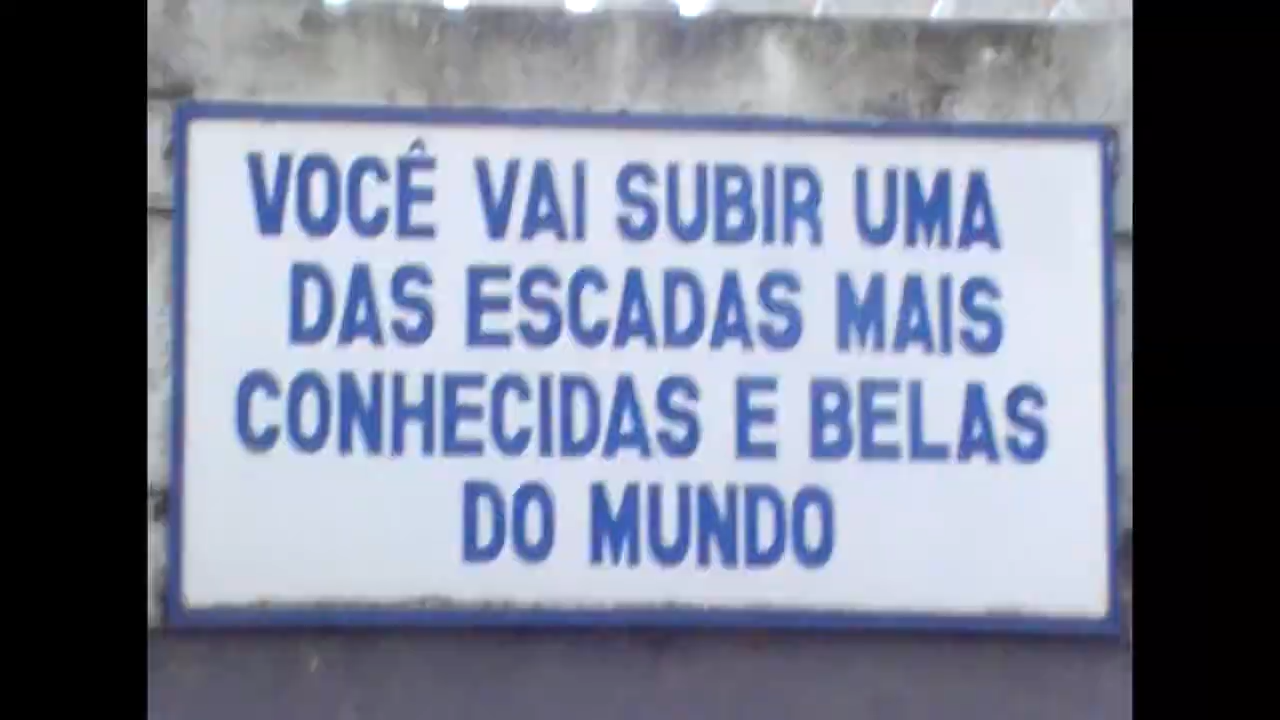 VOCÊ VAI SUBIR UMA
DAS ESCADAS MAIS
CONHECIDAS E BELAS
DO MUNDO